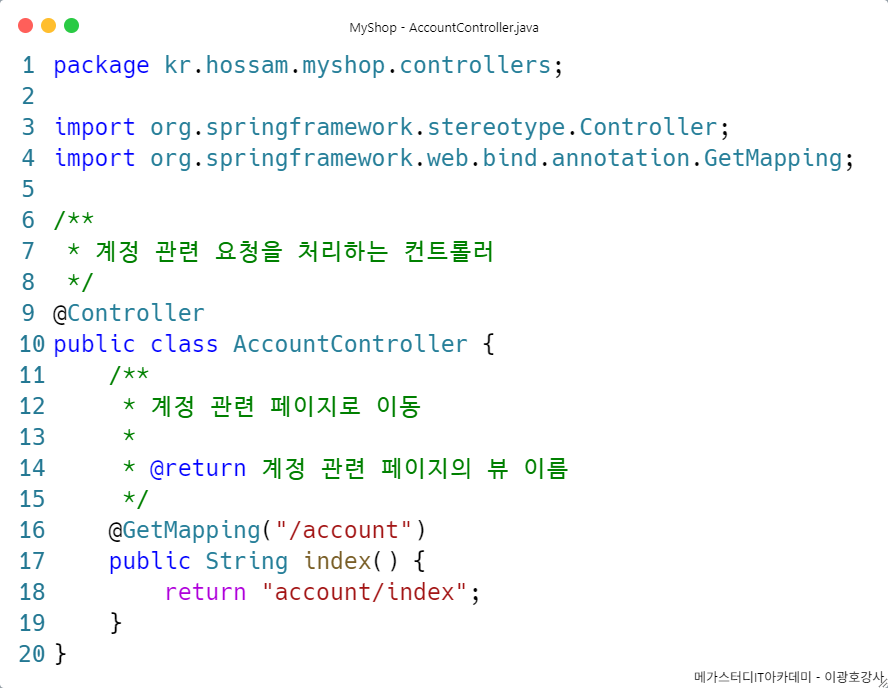 MyShop - AccountController.java
1 package kr.hossam.myshop.controllers;
2
3 import org.springframework.stereotype.Controller;
4 import org.springframework.web.bind.annotation.GetMapping;
5
6 /**
7  * 계정 관련 요청을 처리하는 컨트롤러
8  */
9 @Controller
10 public class AccountController {
11     /**
12      * 계정 관련 페이지로 이동
13      *
14      * @return 계정 관련 페이지의 뷰 이름
15      */
16     @GetMapping("/account")
17     public String index() {
18         return "account/index";
19     }
20 }
메가스터디IT아카데미 - 이광호강사